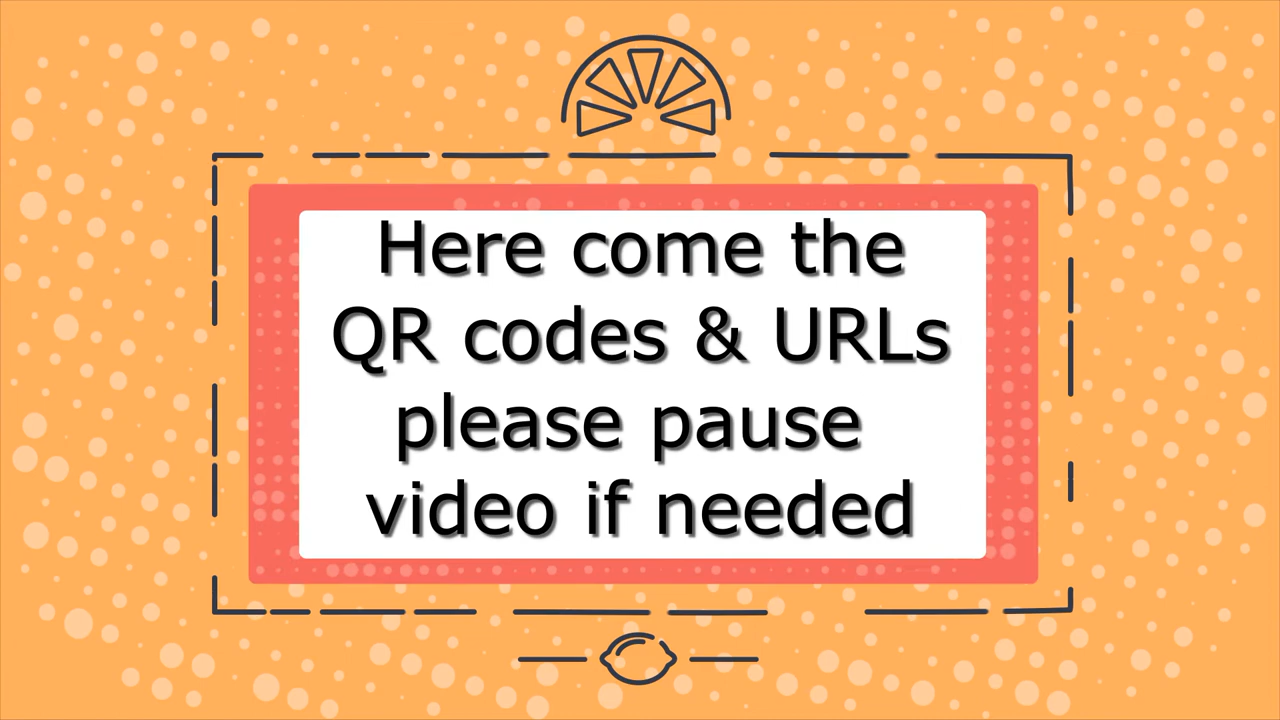 Here come the
QR codes & URLs
please pause
video if needed